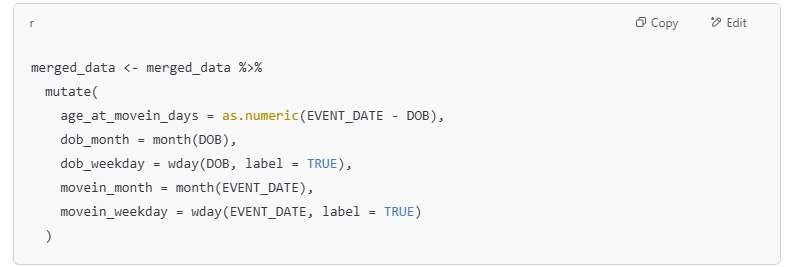 r
Copy Edit
merged_data <- merged_data %>%
  mutate(
    age_at_movein_days = as.numeric(EVENT_DATE - DOB),
    dob_month = month(DOB),
    dob_weekday = wday(DOB, label = TRUE),
    movein_month = month(EVENT_DATE),
    movein_weekday = wday(EVENT_DATE, label = TRUE)
  )